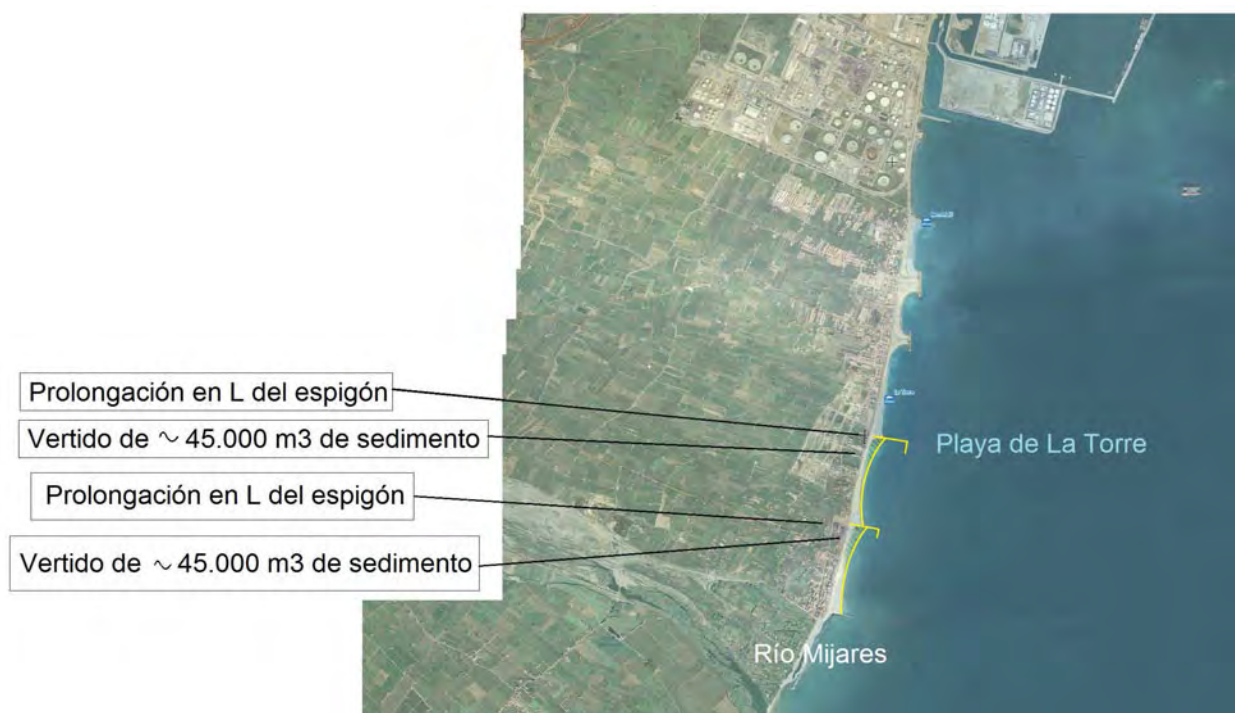 Prolongación en L del espigón
Vertido de ~ 45.000 m3 de sedimento
Playa de La Torre
Prolongación en L del espigón
Vertido de ~ 45.000 m3 de sedimento
Río Mijares